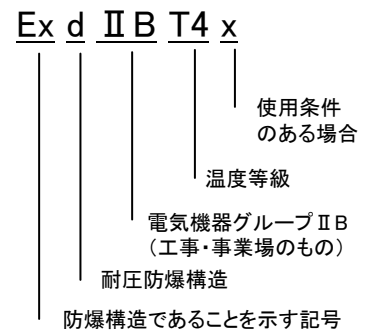 Ex d ⅡB T4 x
使用条件
のある場合
温度等級
電気機器グループⅡB
（工事・事業場のもの）
耐圧防爆構造
防爆構造であることを示す記号